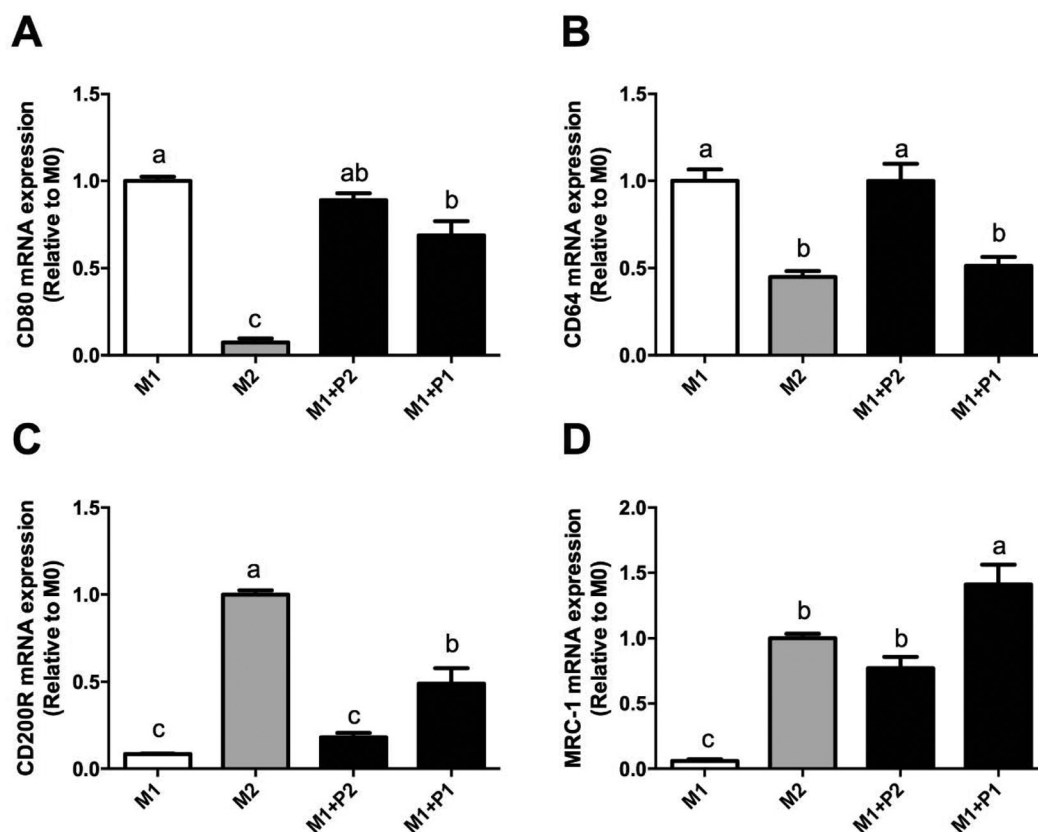 A
CD80 mRNA expression
(Relative to M0)
1.5
1.0
0.5
0.0
a
c
ab
b
M1
M2
M1+P2
M1+P1
B
CD64 mRNA expression
(Relative to M0)
1.5
1.0
0.5
0.0
a
b
a
b
M1
M2
M1+P2
M1+P1
C
CD200R mRNA expression
(Relative to M0)
1.5
1.0
0.5
0.0
c
a
c
b
M1
M2
M1+P2
M1+P1
D
MRC-1 mRNA expression
(Relative to M0)
2.0
1.5
1.0
0.5
0.0
c
b
b
a
M1
M2
M1+P2
M1+P1